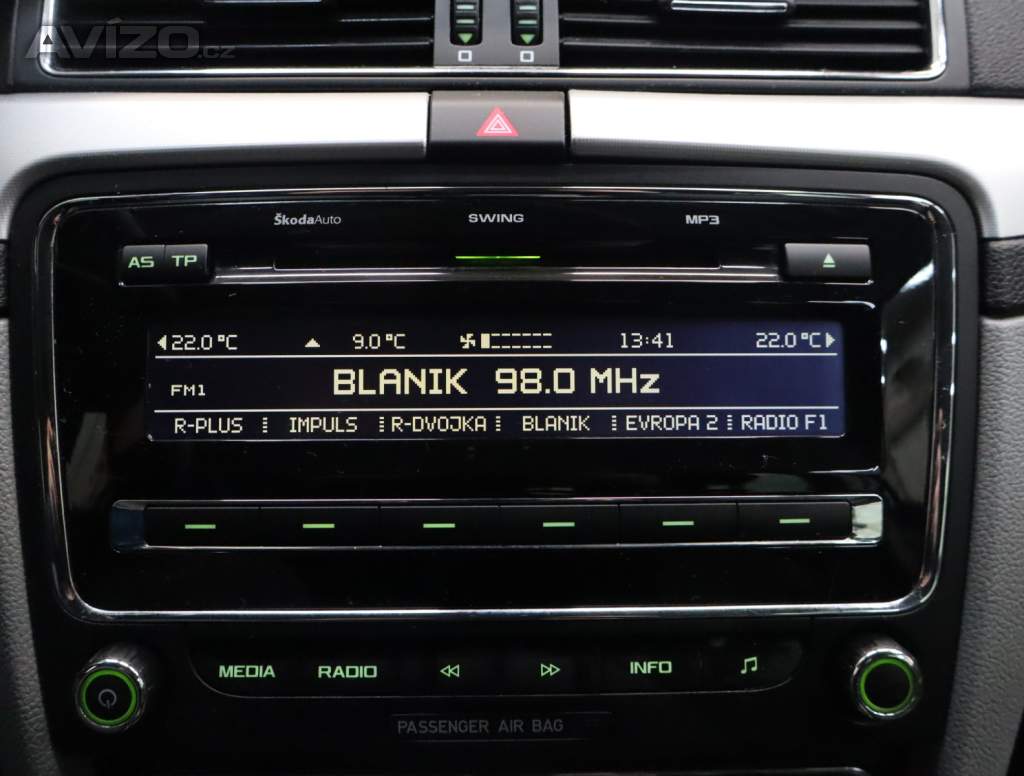 AVÍZO.cz
ŠkodaAuto SWING MP3
AS TP
22.0 °C 9.0 °C 13:41 22.0 °C
FM1 BLANIK 98.0 MHz
R-PLUS IMPULS R-DVOJKA BLANIK EVROPA 2 RADIO F1
MEDIA RADIO INFO
PASSENGER AIR BAG